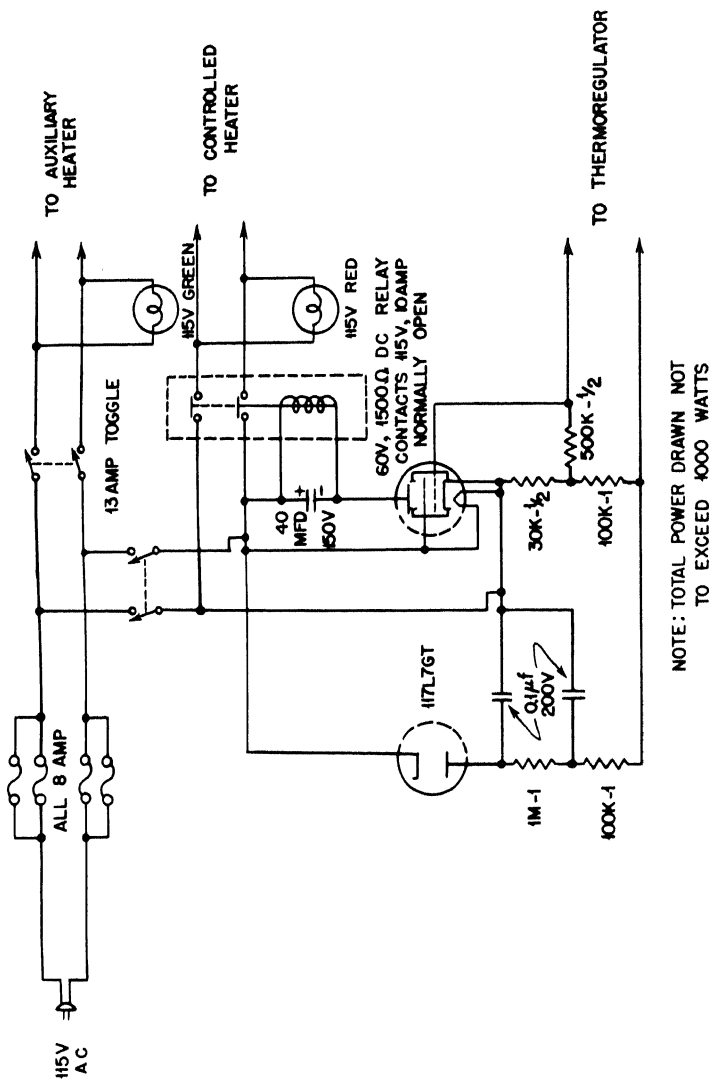 115V
AC
ALL 8 AMP
13 AMP TOGGLE
TO AUXILIARY
HEATER
115V GREEN
TO CONTROLLED
HEATER
115V RED
60V, 1500Ω DC RELAY
CONTACTS 115V, 10AMP
NORMALLY OPEN
40
MFD
150V
+
-
117L7GT
0.1µf
200V
1M-1
100K-1
30K-½
100K-1
500K-1/2
TO THERMOREGULATOR
NOTE: TOTAL POWER DRAWN NOT
TO EXCEED 1000 WATTS